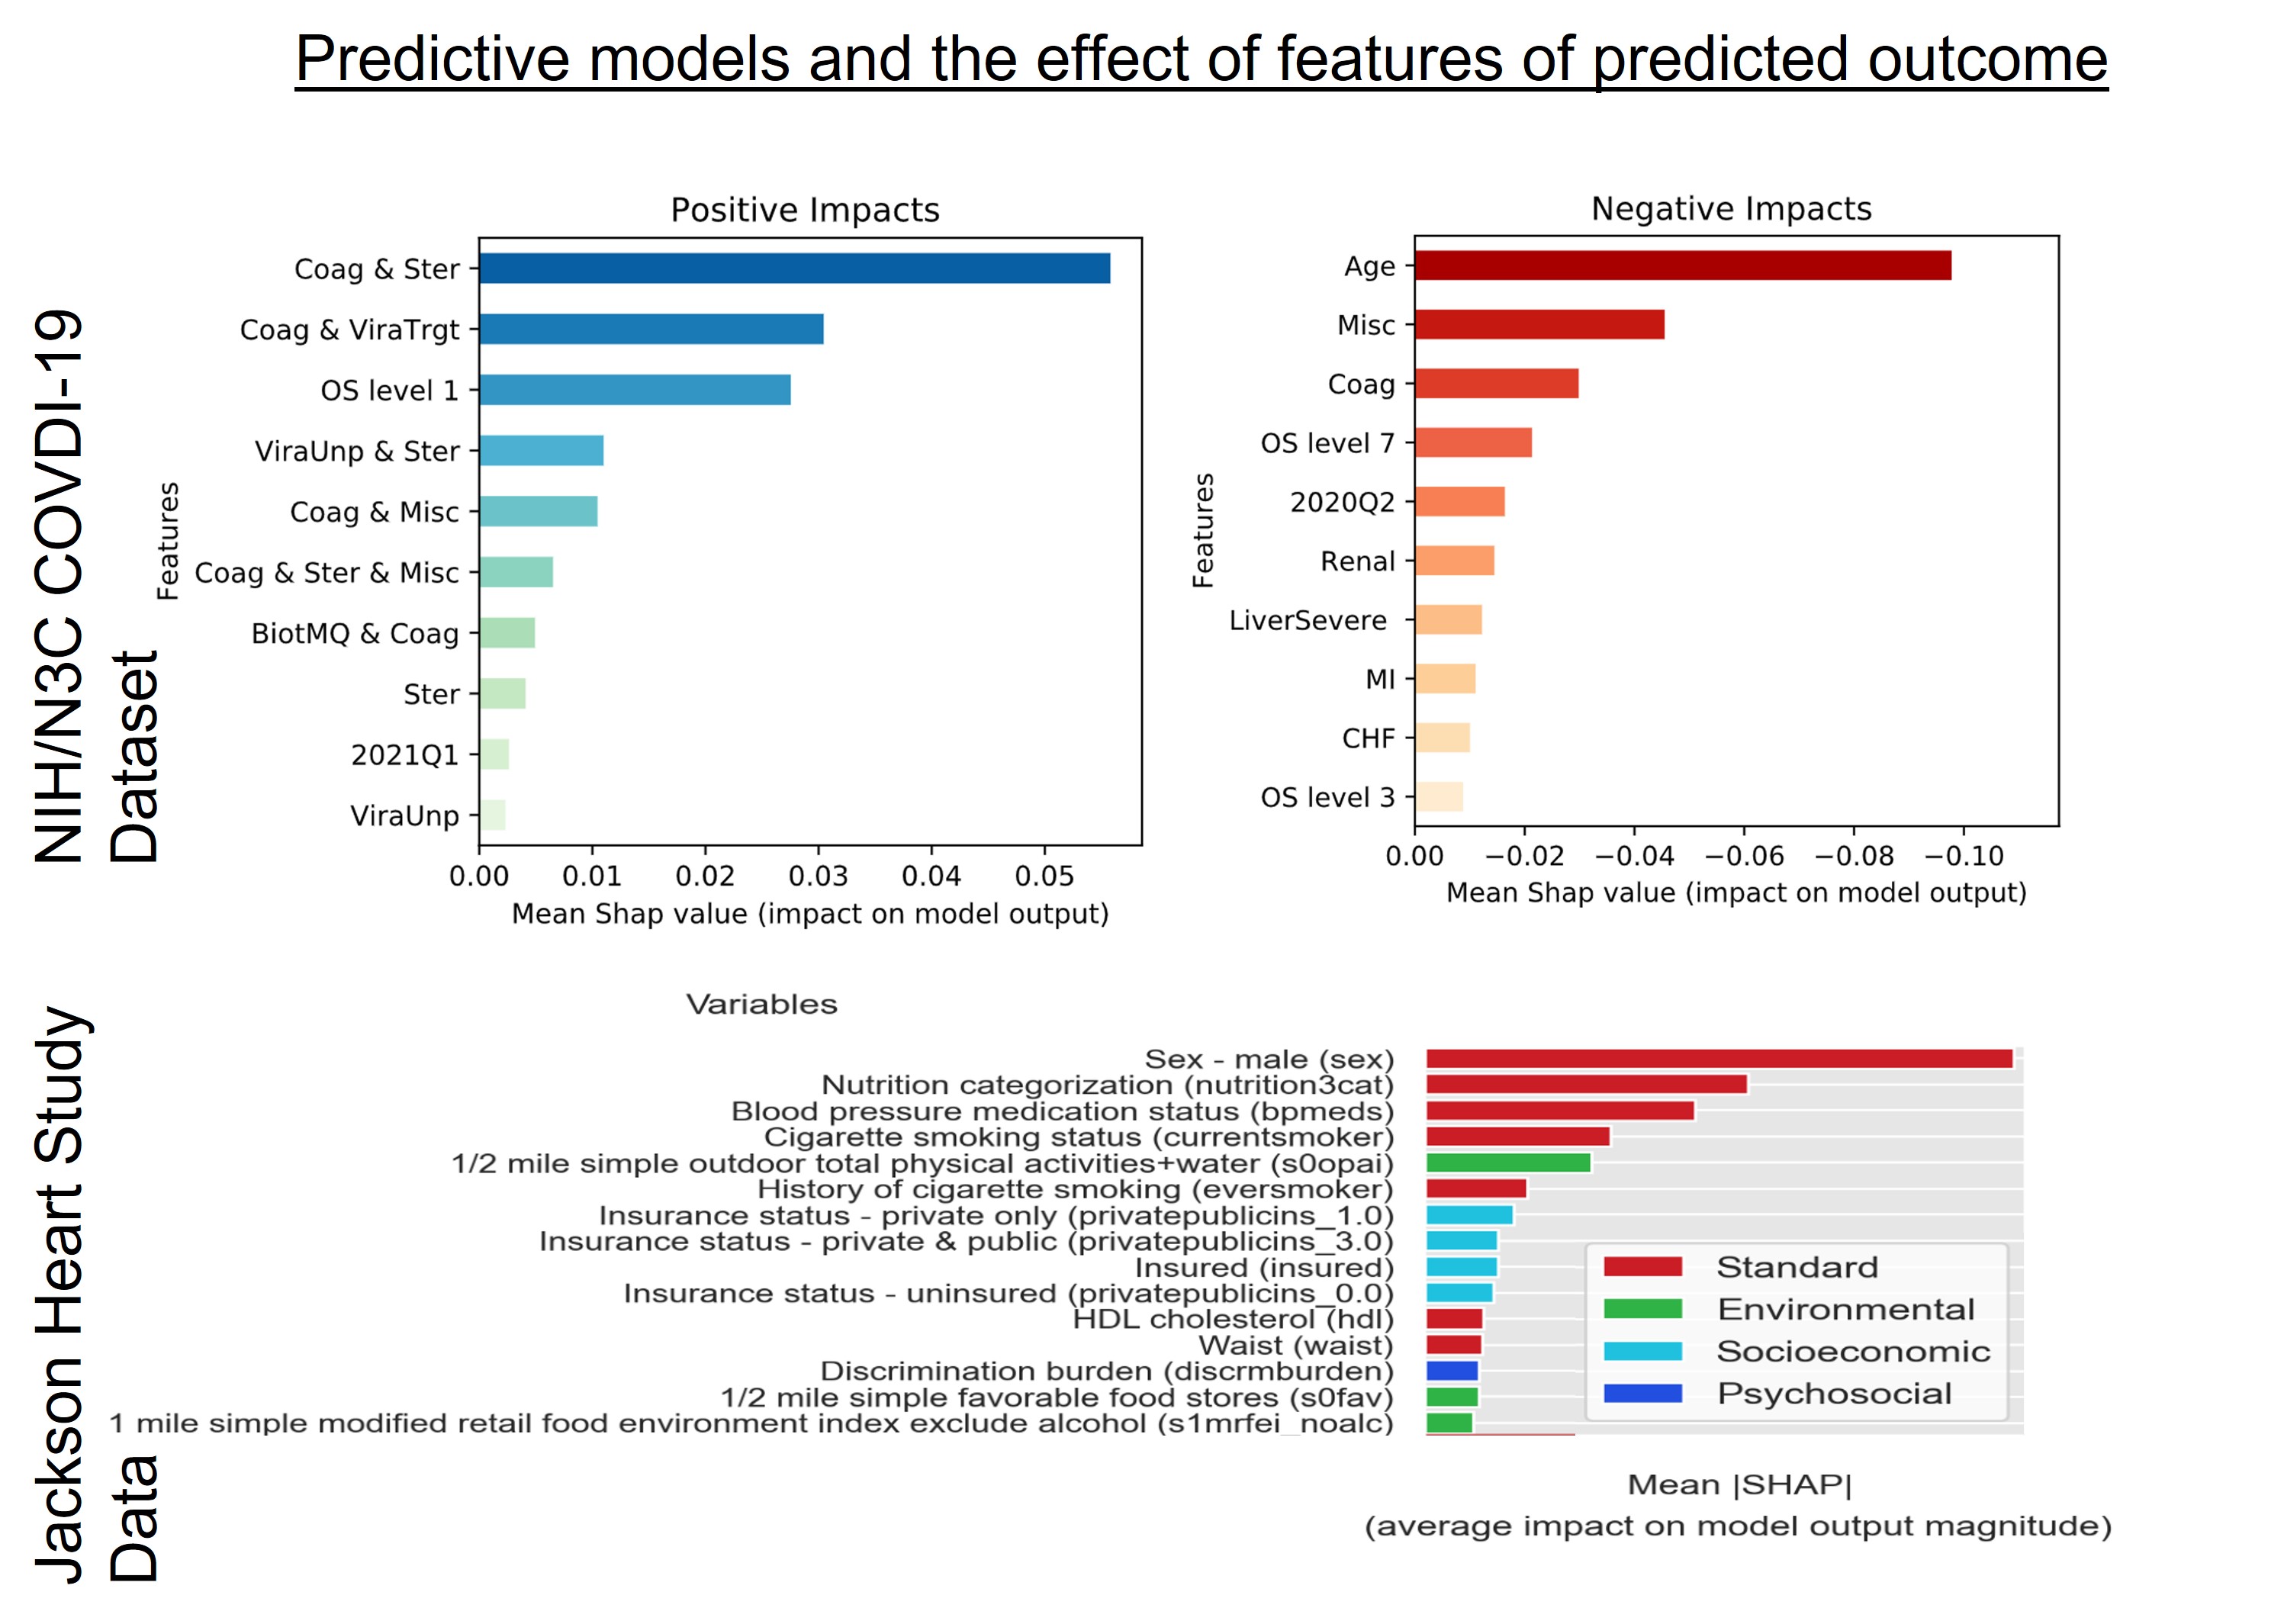 Predictive models and the effect of features of predicted outcome
NIH/N3C COVDI-19
Dataset
Positive Impacts
Features
Coag & Ster
Coag & ViraTrgt
OS level 1
ViraUnp & Ster
Coag & Misc
Coag & Ster & Misc
BiotMQ & Coag
Ster
2021Q1
ViraUnp
0.00 0.01 0.02 0.03 0.04 0.05
Mean Shap value (impact on model output)
Negative Impacts
Features
Age
Misc
Coag
OS level 7
2020Q2
Renal
LiverSevere
MI
CHF
OS level 3
0.00 −0.02 −0.04 −0.06 −0.08 −0.10
Mean Shap value (impact on model output)
Jackson Heart Study
Data
Variables
Sex - male (sex)
Nutrition categorization (nutrition3cat)
Blood pressure medication status (bpmeds)
Cigarette smoking status (currentsmoker)
1/2 mile simple outdoor total physical activities+water (s0opai)
History of cigarette smoking (eversmoker)
Insurance status - private only (privatepublicins_1.0)
Insurance status - private & public (privatepublicins_3.0)
Insured (insured)
Insurance status - uninsured (privatepublicins_0.0)
HDL cholesterol (hdl)
Waist (waist)
Discrimination burden (discrmburden)
1/2 mile simple favorable food stores (s0fav)
1 mile simple modified retail food environment index exclude alcohol (s1mrfei_noalc)
Standard
Environmental
Socioeconomic
Psychosocial
Mean |SHAP|
(average impact on model output magnitude)